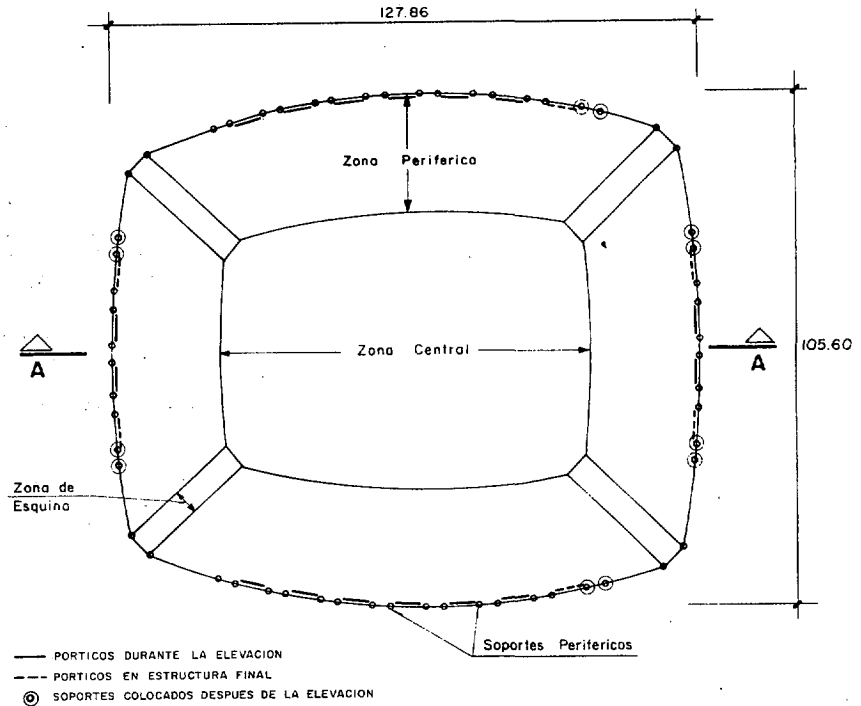 127.86
Zona Periferica
Zona Central
A
A
105.60
Zona de
Esquina
Soportes Perifericos
PORTICOS DURANTE LA ELEVACION
PORTICOS EN ESTRUCTURA FINAL
SOPORTES COLOCADOS DESPUES DE LA ELEVACION